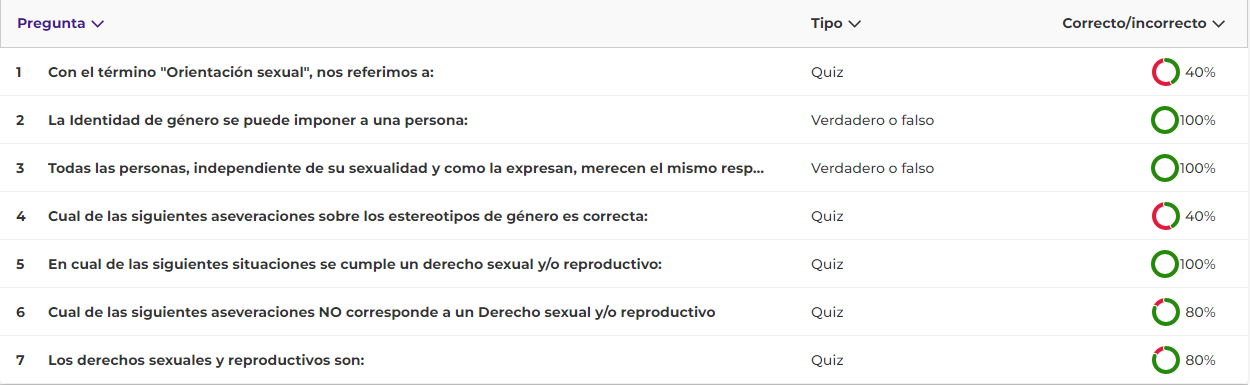 Pregunta Tipo Correcto/incorrecto
1 Con el término "Orientación sexual", nos referimos a: Quiz 40%
2 La Identidad de género se puede imponer a una persona: Verdadero o falso 100%
3 Todas las personas, independiente de su sexualidad y como la expresan, merecen el mismo resp... Verdadero o falso 100%
4 Cual de las siguientes aseveraciones sobre los estereotipos de género es correcta: Quiz 40%
5 En cual de las siguientes situaciones se cumple un derecho sexual y/o reproductivo: Quiz 100%
6 Cual de las siguientes aseveraciones NO corresponde a un Derecho sexual y/o reproductivo Quiz 80%
7 Los derechos sexuales y reproductivos son: Quiz 80%